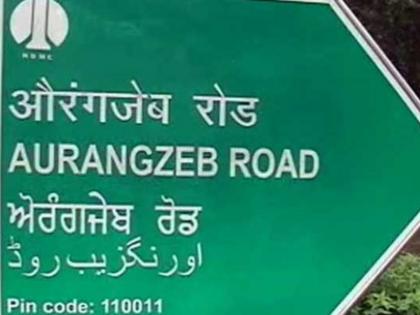 NDMC
औरंगजेब रोड
AURANGZEB ROAD
ਔਰੰਗਜੇਬ ਰੋਡ
اورنگزیب روڈ
Pin code: 110011